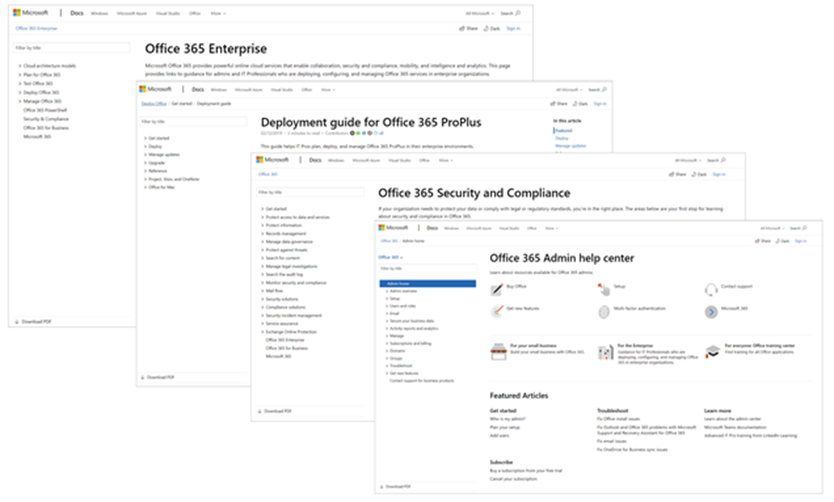 Microsoft Docs Windows Microsoft Azure Visual Studio Office More All Microsoft Search
Office 365 Enterprise Share Dark Sign in
Filter by title
Office 365 Enterprise
Microsoft Office 365 provides powerful online cloud services that enable collaboration, security and compliance, mobility, and intelligence and analytics. This page
provides links to guidance for admins and IT Professionals who are deploying, configuring, and managing Office 365 services in enterprise organizations.
Cloud architecture models
Plan for Office 365
Test Office 365
Deploy Office 365
Manage Office 365
Office 365 PowerShell
Security & Compliance
Office 365 for Business
Microsoft 365
Download PDF
Microsoft Docs Windows Microsoft Azure Visual Studio Office More All Microsoft Search
Deploy Office / Get started / Deployment guide Share Dark Sign in
Filter by title
Deployment guide for Office 365 ProPlus
2 minutes to read Contributors
This guide helps IT Pros plan, deploy, and manage Office 365 ProPlus in their enterprise environments.
In this article
Featured
Deploy
Manage updates
Get started
Deploy
Manage updates
Upgrade
Reference
Project, Visio, and OneNote
Office for Mac
Download PDF
Microsoft Docs Windows Microsoft Azure Visual Studio Office More All Microsoft Search
Office 365 Share Dark Sign in
Filter by title
Office 365 Security and Compliance
If your organization needs to protect your data or comply with legal or regulatory standards, you're in the right place. The areas below are your first stop for learning
about security and compliance in Office 365.
Get started
Protect access to data and services
Protect information
Records management
Manage data governance
Protect against threats
Search for content
Manage legal investigations
Search the audit log
Monitor security and compliance
Mail flow
Security solutions
Compliance solutions
Security incident management
Service assurance
Exchange Online Protection
Office 365 Enterprise
Office 365 for Business
Microsoft 365
Download PDF
Microsoft Docs Windows Microsoft Azure Visual Studio Office More All Microsoft Search
Office 365 / Admin home Share Dark Sign in
Office 365
Filter by title
Admin home
Admin overview
Setup
Users and roles
Email
Secure your business data
Activity reports and analytics
Manage
Subscriptions and billing
Domains
Groups
Troubleshoot
Get new features
Contact support for business products
Download PDF
Office 365 Admin help center
Learn about resources available for Office 365 admins.
Buy Office Setup Contact support
Get new features Multi-factor authentication Microsoft 365
For your small business
Build your small business with Office 365.
For the Enterprise
Guidance for IT Professionals who are
deploying, configuring, and managing Office 365
in enterprise organizations.
For everyone Office training center
Find training for all Office applications.
Featured Articles
Get started
Who is my admin?
Plan your setup
Add users
Troubleshoot
Fix Office install issues
Fix Outlook and Office 365 problems with Microsoft
Support and Recovery Assistant for Office 365
Fix email issues
Fix OneDrive for Business sync issues
Learn more
Learn about the admin center
Microsoft Teams documentation
Advanced IT Pro training from LinkedIn Learning
Subscribe
Buy a subscription from your free trial
Cancel your subscription